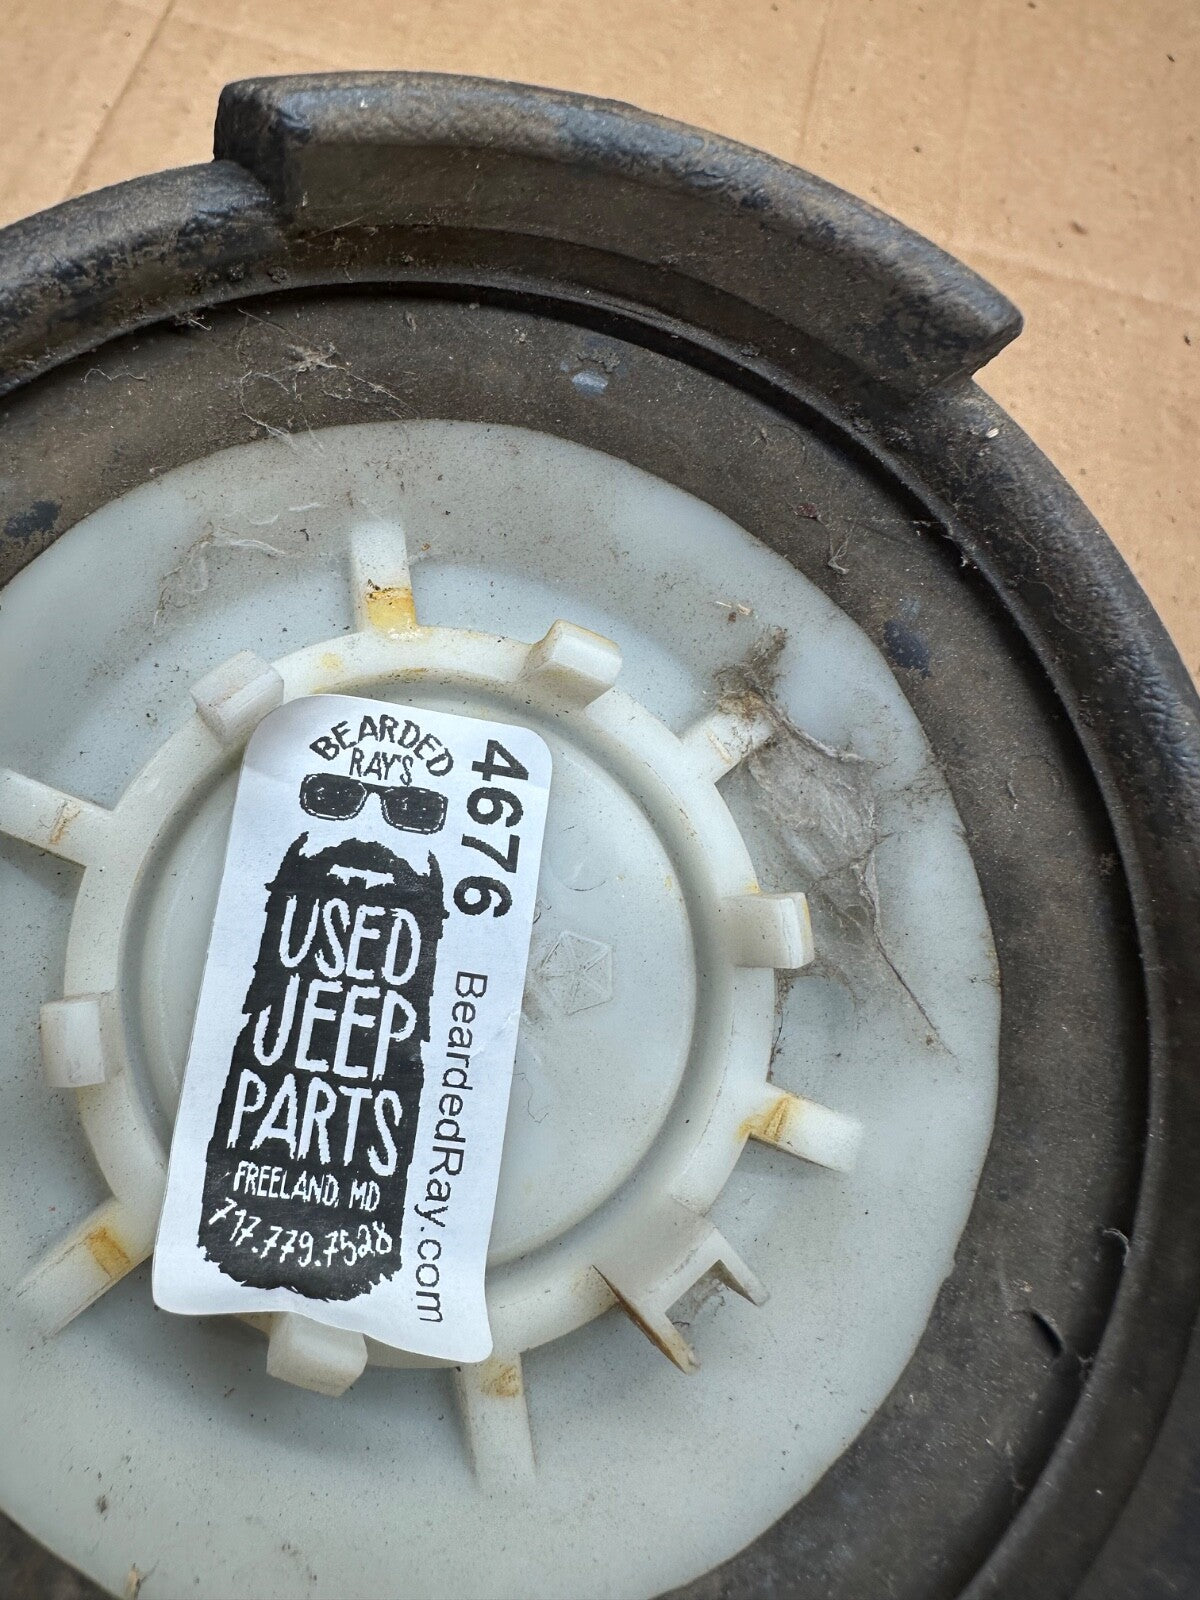 BEARDED
RAY'S
USED
JEEP
PARTS
FREELAND, MD
717.779.7528
4676 BeardedRay.com